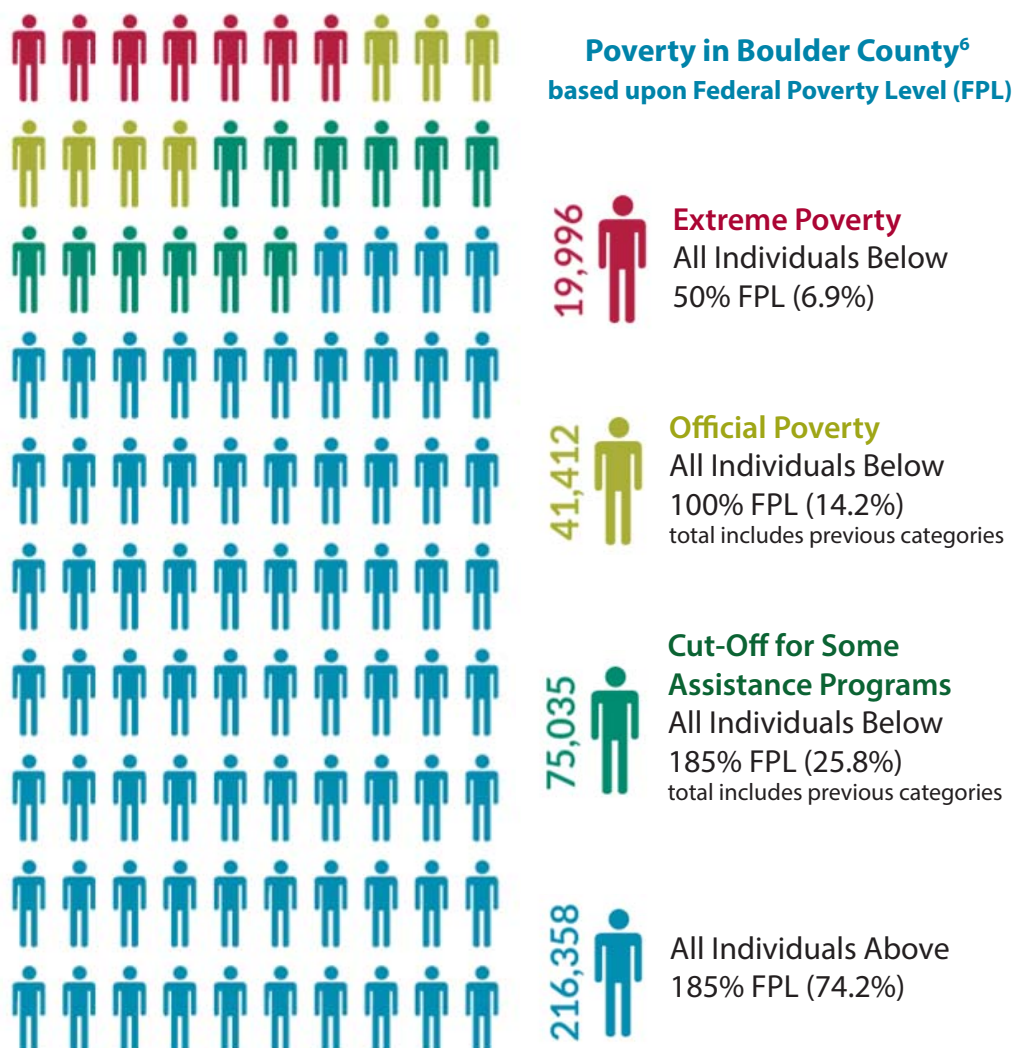 Poverty in Boulder County⁶
based upon Federal Poverty Level (FPL)
19,996
Extreme Poverty
All Individuals Below
50% FPL (6.9%)
41,412
Official Poverty
All Individuals Below
100% FPL (14.2%)
total includes previous categories
75,035
Cut-Off for Some
Assistance Programs
All Individuals Below
185% FPL (25.8%)
total includes previous categories
216,358
All Individuals Above
185% FPL (74.2%)